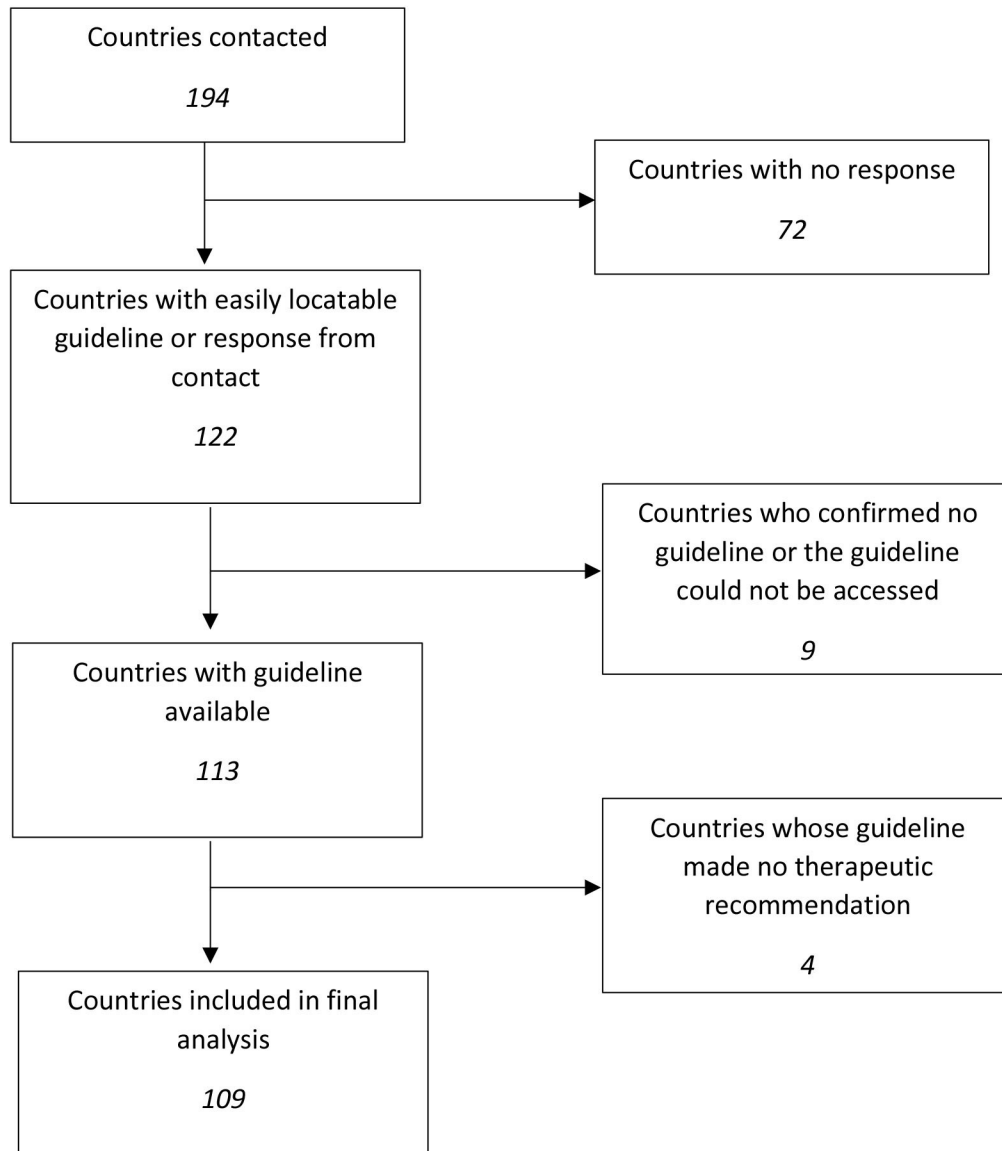 Countries contacted
194
Countries with no response
72
Countries with easily locatable
guideline or response from
contact
122
Countries who confirmed no
guideline or the guideline
could not be accessed
9
Countries with guideline
available
113
Countries whose guideline
made no therapeutic
recommendation
4
Countries included in final
analysis
109